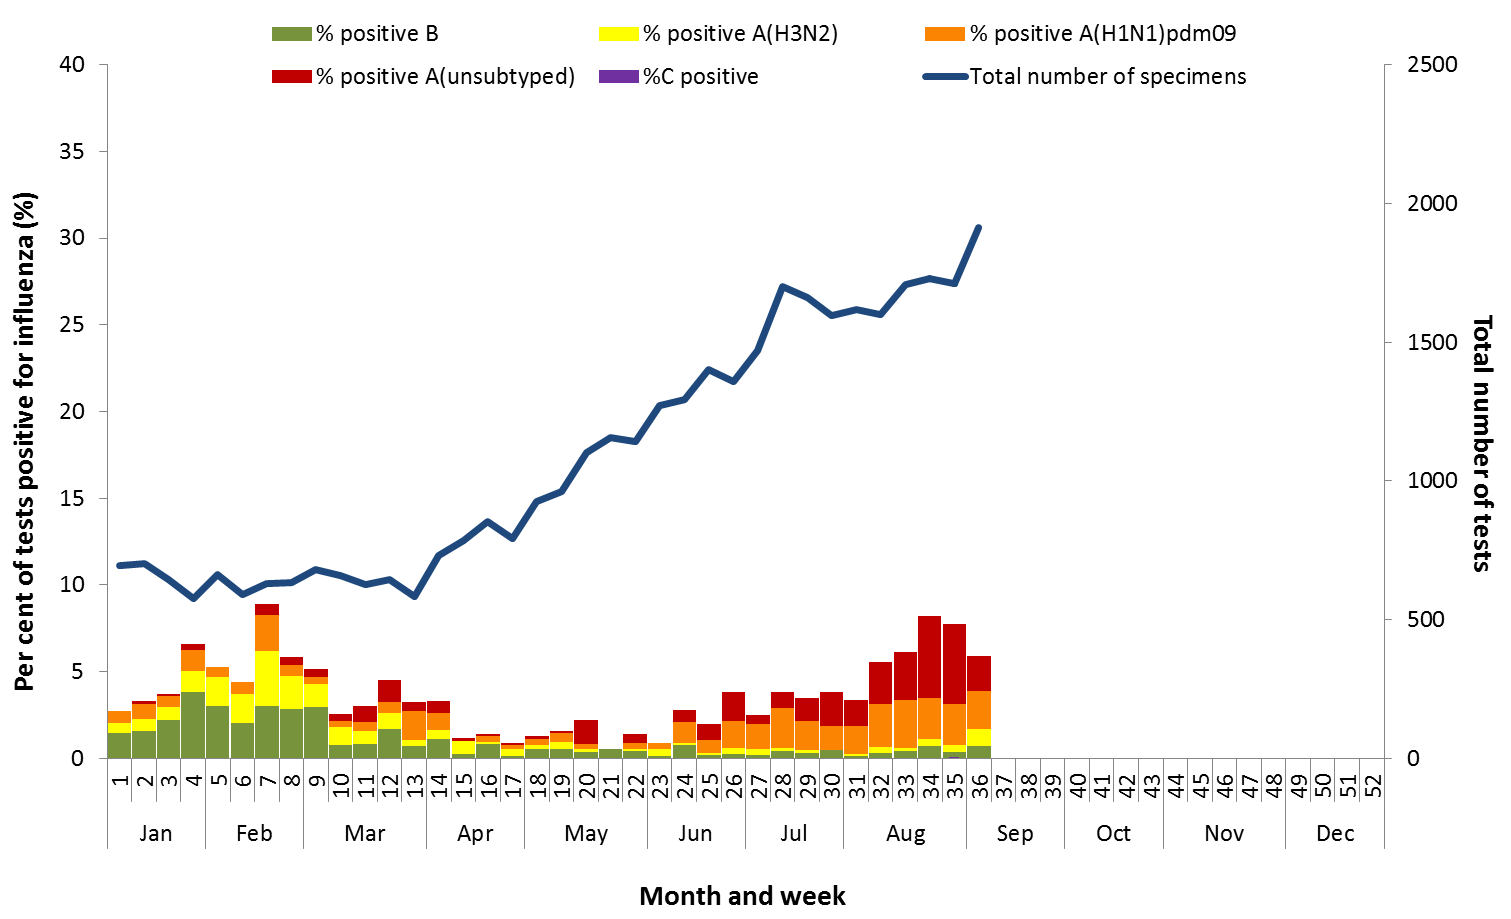 % positive B
% positive A(H3N2)
% positive A(H1N1)pdm09
% positive A(unsubtyped)
%C positive
Total number of specimens
Per cent of tests positive for influenza (%)
40
35
30
25
20
15
10
5
0
2500
2000
1500
1000
500
0
Total number of tests
1 2 3 4 5 6 7 8 9 10 11 12 13 14 15 16 17 18 19 20 21 22 23 24 25 26 27 28 29 30 31 32 33 34 35 36 37 38 39 40 41 42 43 44 45 46 47 48 49 50 51 52
Jan Feb Mar Apr May Jun Jul Aug Sep Oct Nov Dec
Month and week